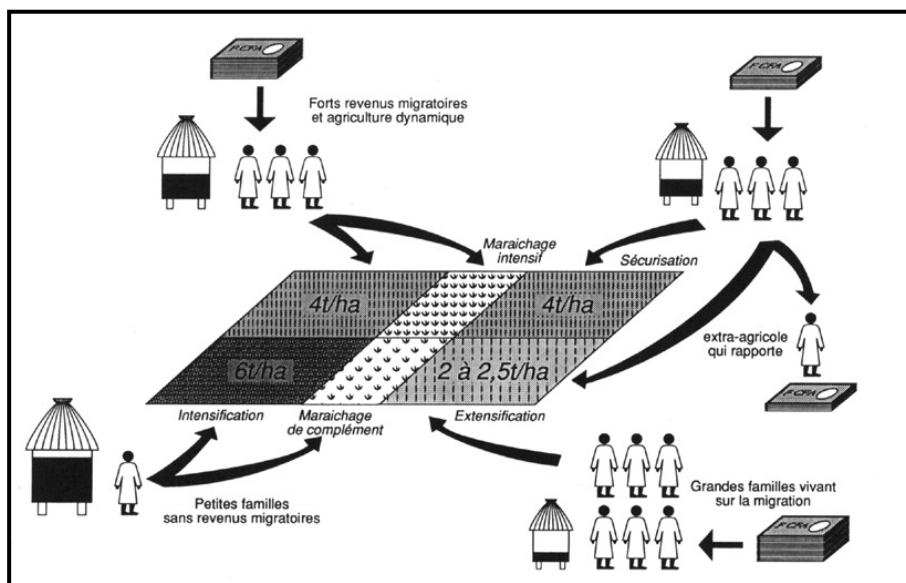 F CFA
F CFA
Forts revenus migratoires
et agriculture dynamique
Maraichage
intensif
Sécurisation
4t/ha
4t/ha
extra-agricole
qui rapporte
6t/ha
2 à 2,5t/ha
F CFA
Intensification
Maraichage
de complément
Extensification
Petites familles
sans revenus migratoires
Grandes familles vivant
sur la migration
F CFA